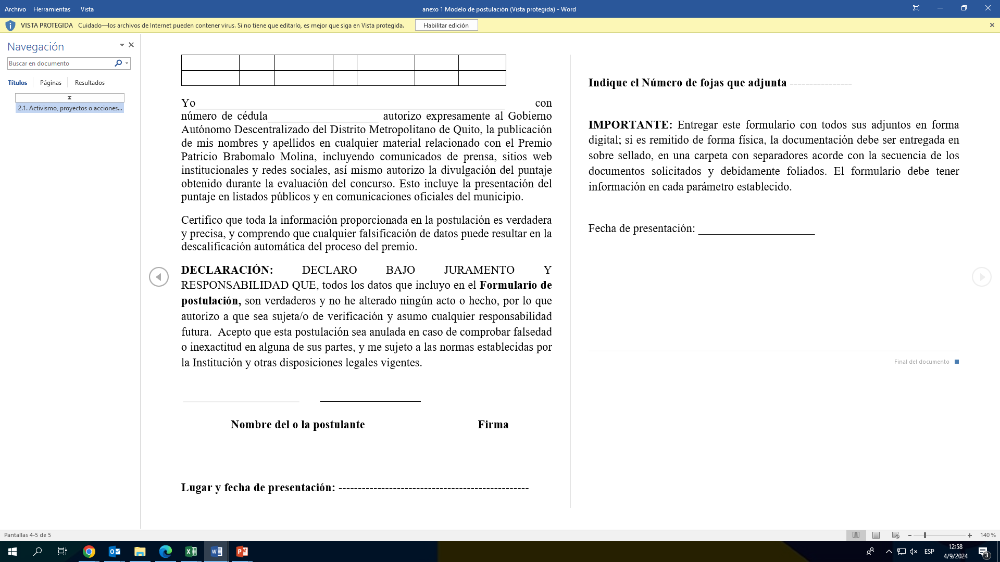 Archivo Herramientas Vista
anexo 1 Modelo de postulación (Vista protegida) - Word
VISTA PROTEGIDA Cuidado—los archivos de Internet pueden contener virus. Si no tiene que editarlo, es mejor que siga en Vista protegida. Habilitar edición
Navegación
Buscar en documento
Títulos Páginas Resultados
2.1. Activismo, proyectos o acciones...
Yo______________________________________________________ con
número de cédula___________________ autorizo expresamente al Gobierno
Autónomo Descentralizado del Distrito Metropolitano de Quito, la publicación
de mis nombres y apellidos en cualquier material relacionado con el Premio
Patricio Brabomalo Molina, incluyendo comunicados de prensa, sitios web
institucionales y redes sociales, así mismo autorizo la divulgación del puntaje
obtenido durante la evaluación del concurso. Esto incluye la presentación del
puntaje en listados públicos y en comunicaciones oficiales del municipio.
Certifico que toda la información proporcionada en la postulación es verdadera
y precisa, y comprendo que cualquier falsificación de datos puede resultar en la
descalificación automática del proceso del premio.
DECLARACIÓN: DECLARO BAJO JURAMENTO Y
RESPONSABILIDAD QUE, todos los datos que incluyo en el Formulario de
postulación, son verdaderos y no he alterado ningún acto o hecho, por lo que
autorizo a que sea sujeta/o de verificación y asumo cualquier responsabilidad
futura. Acepto que esta postulación sea anulada en caso de comprobar falsedad
o inexactitud en alguna de sus partes, y me sujeto a las normas establecidas por
la Institución y otras disposiciones legales vigentes.
____________________ _________________
Nombre del o la postulante Firma
Lugar y fecha de presentación: -------------------------------------------------
Indique el Número de fojas que adjunta ----------------
IMPORTANTE: Entregar este formulario con todos sus adjuntos en forma
digital; si es remitido de forma física, la documentación debe ser entregada en
sobre sellado, en una carpeta con separadores acorde con la secuencia de los
documentos solicitados y debidamente foliados. El formulario debe tener
información en cada parámetro establecido.
Fecha de presentación: ____________________
Final del documento
Pantallas 4-5 de 5
140 %
ESP
12:58
4/9/2024
3